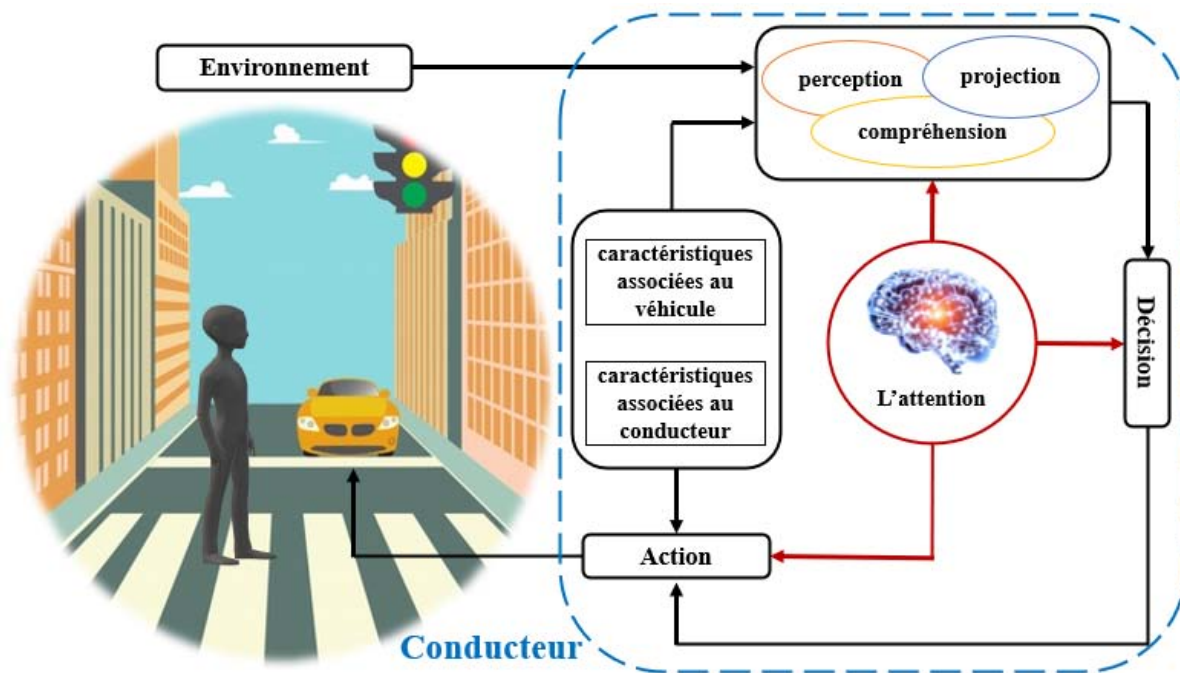 Environnement
perception
projection
compréhension
caractéristiques
associées au
véhicule
caractéristiques
associées au
conducteur
L’attention
Décision
Action
Conducteur